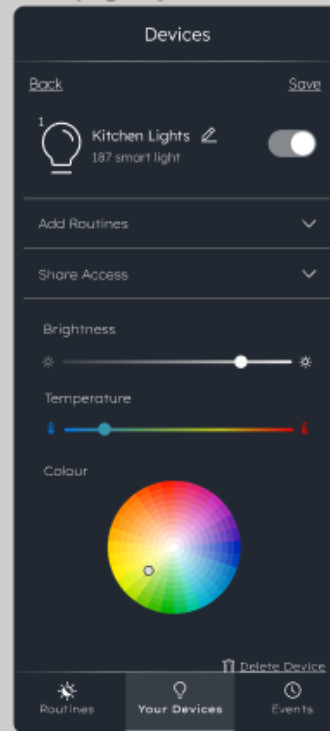 Devices
Back Save
1
Kitchen Lights
187 smart light
Add Routines
Share Access
Brightness
Temperature
Colour
Delete Device
Routines Your Devices Events